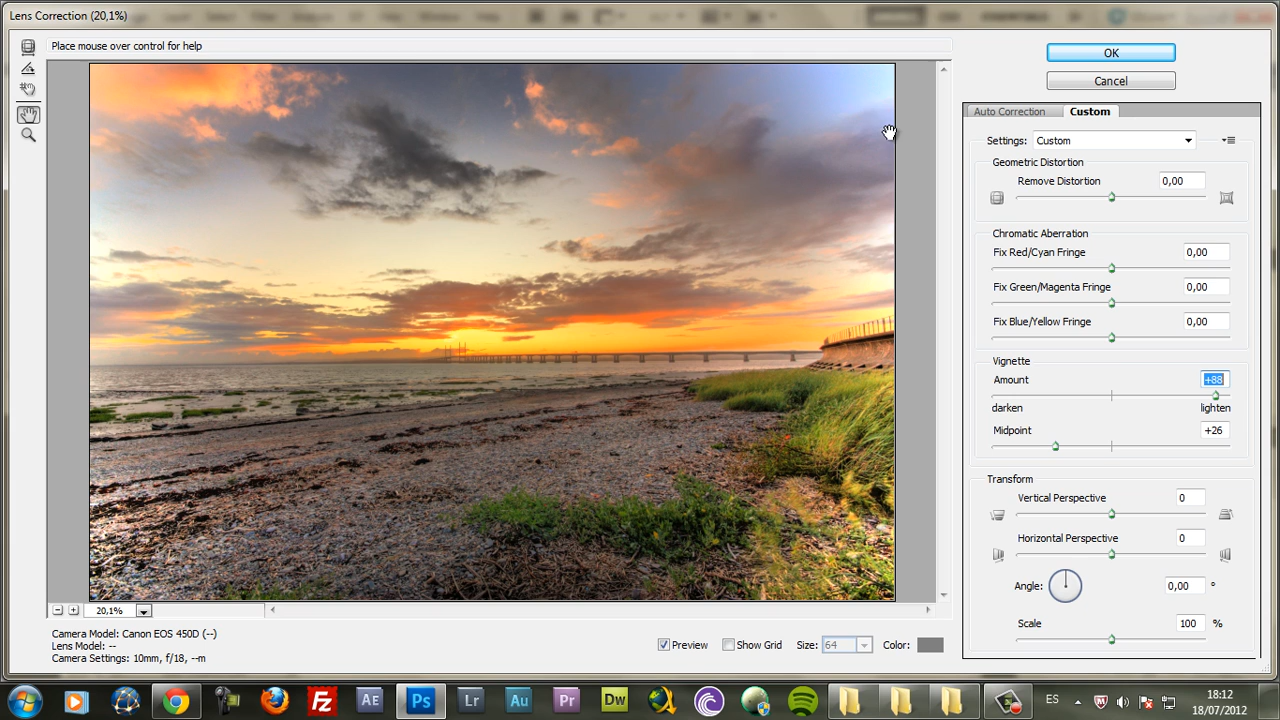 Lens Correction (20,1%)
Place mouse over control for help
OK
Cancel
Auto Correction
Custom
Settings: Custom
Geometric Distortion
Remove Distortion 0,00
Chromatic Aberration
Fix Red/Cyan Fringe 0,00
Fix Green/Magenta Fringe 0,00
Fix Blue/Yellow Fringe 0,00
Vignette
Amount +88
darken lighten
Midpoint +26
Transform
Vertical Perspective 0
Horizontal Perspective 0
Angle: 0,00 °
Scale 100 %
20,1%
Camera Model: Canon EOS 450D (--)
Lens Model: --
Camera Settings: 10mm, f/18, --m
Preview Show Grid Size: 64 Color:
Fz AE Ps Lr Au Pr Dw
ES
18:12
18/07/2012